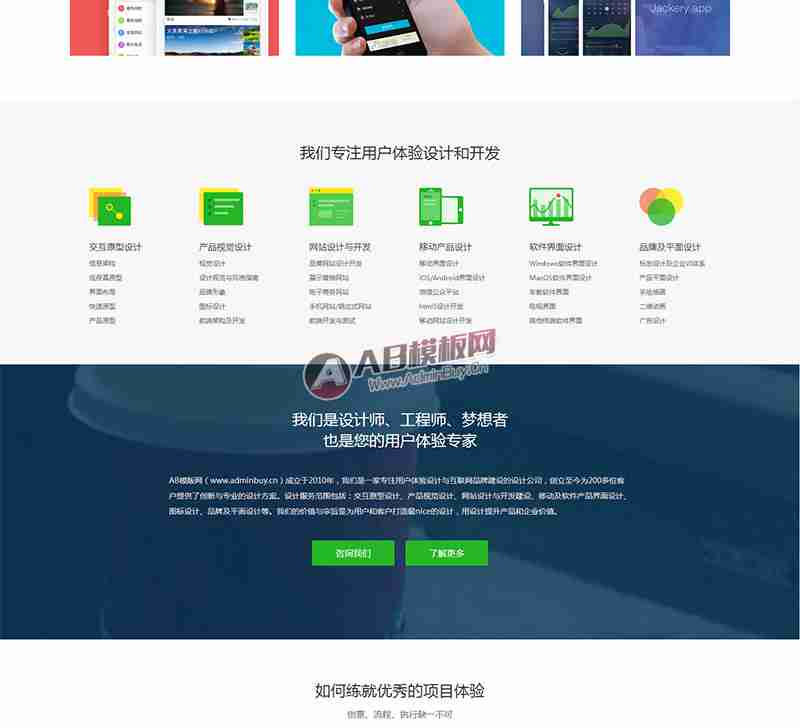 Jackery app
我们专注用户体验设计和开发
交互原型设计
产品视觉设计
网站设计与开发
移动产品设计
软件界面设计
品牌及平面设计
信息架构
视觉设计
品牌网站设计开发
移动界面设计
Windows软件界面设计
标志设计及企业VI体系
低保真原型
设计规范与风格指南
展示营销网站
iOS/Android界面设计
MacOS软件界面设计
产品平面设计
界面布局
品牌形象
电子商务网站
微信公众平台
车载软件界面
手绘插画
快速原型
图标设计
手机网站/响应式网站
html5设计开发
电视界面
二维动画
产品原型
前端架构及开发
前端开发与测试
移动网站设计开发
其他终端软件界面
广告设计
AB模板网
Www.AdminBuy.Cn
我们是设计师、工程师、梦想者
也是您的用户体验专家
AB模板网（www.adminbuy.cn）成立于2010年，我们是一家专注用户体验设计与互联网品牌建设的设计公司，创立至今为200多位客
户提供了创新与专业的设计方案。设计服务范围包括：交互原型设计、产品视觉设计、网站设计与开发建设、移动及软件产品界面设计、
图标设计、品牌及平面设计等。我们的价值与宗旨是为用户和客户打造最nice的设计，用设计提升产品和企业价值。
咨询我们
了解更多
如何练就优秀的项目体验
创意、流程、执行缺一不可